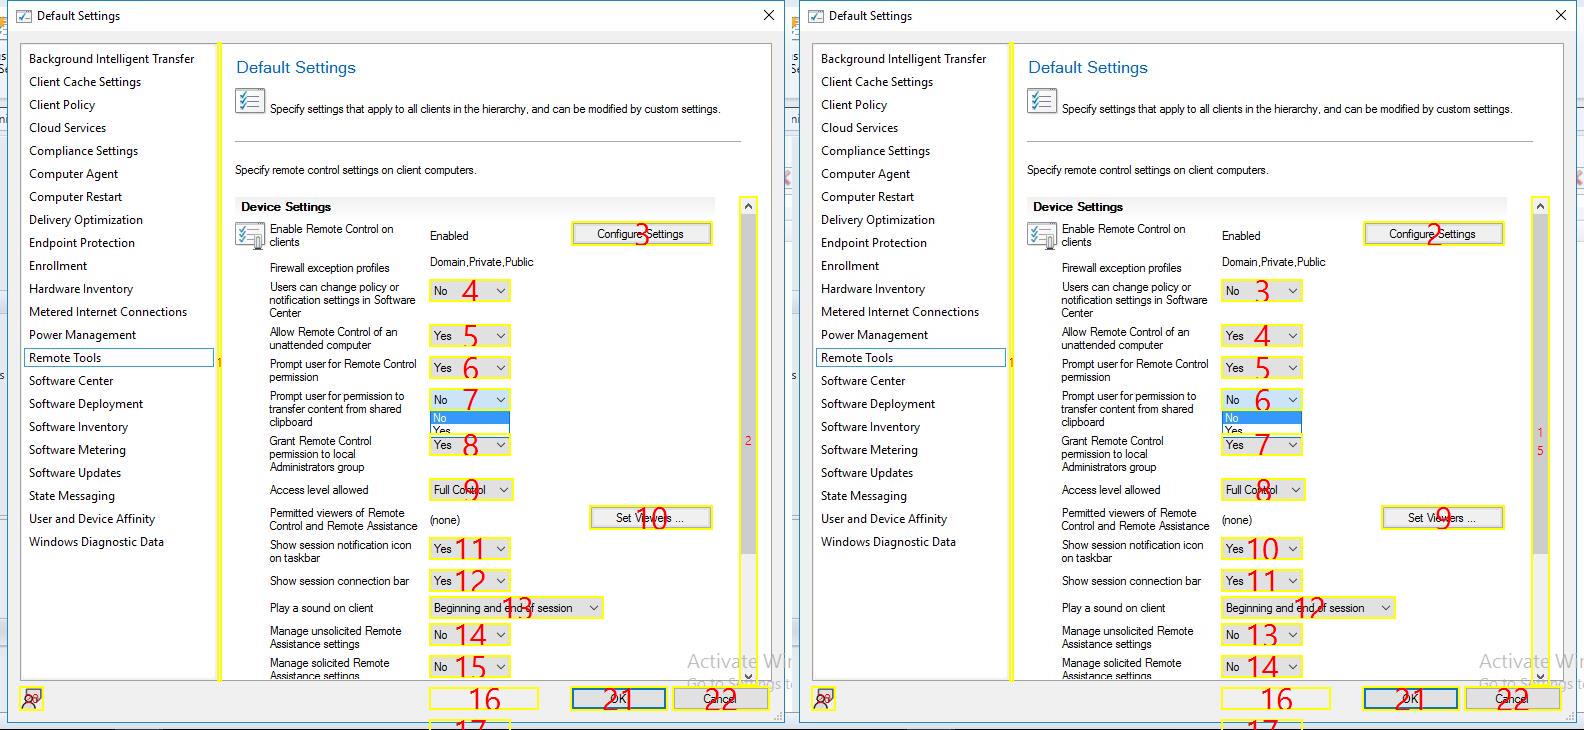 Default Settings
Background Intelligent Transfer
Client Cache Settings
Client Policy
Cloud Services
Compliance Settings
Computer Agent
Computer Restart
Delivery Optimization
Endpoint Protection
Enrollment
Hardware Inventory
Metered Internet Connections
Power Management
Remote Tools
Software Center
Software Deployment
Software Inventory
Software Metering
Software Updates
State Messaging
User and Device Affinity
Windows Diagnostic Data
1
Default Settings
Specify settings that apply to all clients in the hierarchy, and can be modified by custom settings.
Specify remote control settings on client computers.
Device Settings
Enable Remote Control on
clients
Enabled
Configure Settings
3
Firewall exception profiles
Domain,Private,Public
Users can change policy or
notification settings in Software
Center
No
4
Allow Remote Control of an
unattended computer
Yes
5
Prompt user for Remote Control
permission
Yes
6
Prompt user for permission to
transfer content from shared
clipboard
No
7
No
Yes
Grant Remote Control
permission to local
Administrators group
Yes
8
2
Access level allowed
Full Control
9
Permitted viewers of Remote
Control and Remote Assistance
(none)
Set Viewers ...
10
Show session notification icon
on taskbar
Yes
11
Show session connection bar
Yes
12
Play a sound on client
Beginning and end of session
13
Manage unsolicited Remote
Assistance settings
No
14
Manage solicited Remote
Assistance settings
No
15
Activate Wi
Go to Settings t
16
OK
21
Cancel
22
17
Default Settings
Background Intelligent Transfer
Client Cache Settings
Client Policy
Cloud Services
Compliance Settings
Computer Agent
Computer Restart
Delivery Optimization
Endpoint Protection
Enrollment
Hardware Inventory
Metered Internet Connections
Power Management
Remote Tools
Software Center
Software Deployment
Software Inventory
Software Metering
Software Updates
State Messaging
User and Device Affinity
Windows Diagnostic Data
1
Default Settings
Specify settings that apply to all clients in the hierarchy, and can be modified by custom settings.
Specify remote control settings on client computers.
Device Settings
Enable Remote Control on
clients
Enabled
Configure Settings
2
Firewall exception profiles
Domain,Private,Public
Users can change policy or
notification settings in Software
Center
No
3
Allow Remote Control of an
unattended computer
Yes
4
Prompt user for Remote Control
permission
Yes
5
Prompt user for permission to
transfer content from shared
clipboard
No
6
No
Yes
Grant Remote Control
permission to local
Administrators group
Yes
7
1
5
Access level allowed
Full Control
8
Permitted viewers of Remote
Control and Remote Assistance
(none)
Set Viewers ...
9
Show session notification icon
on taskbar
Yes
10
Show session connection bar
Yes
11
Play a sound on client
Beginning and end of session
12
Manage unsolicited Remote
Assistance settings
No
13
Manage solicited Remote
Assistance settings
No
14
Activate Wi
Go to Settings t
16
OK
21
Cancel
22
17